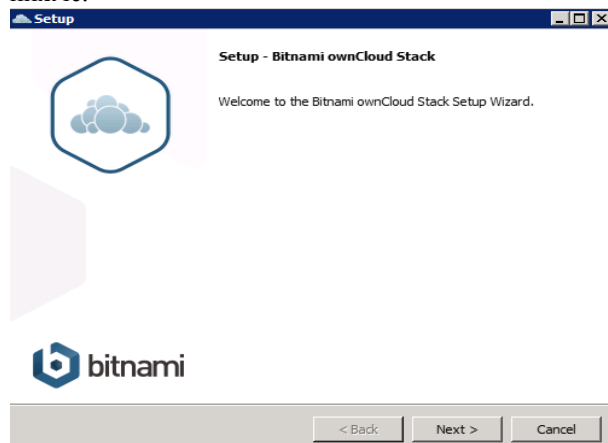 Setup
Setup - Bitnami ownCloud Stack
Welcome to the Bitnami ownCloud Stack Setup Wizard.
bitnami
< Back
Next >
Cancel